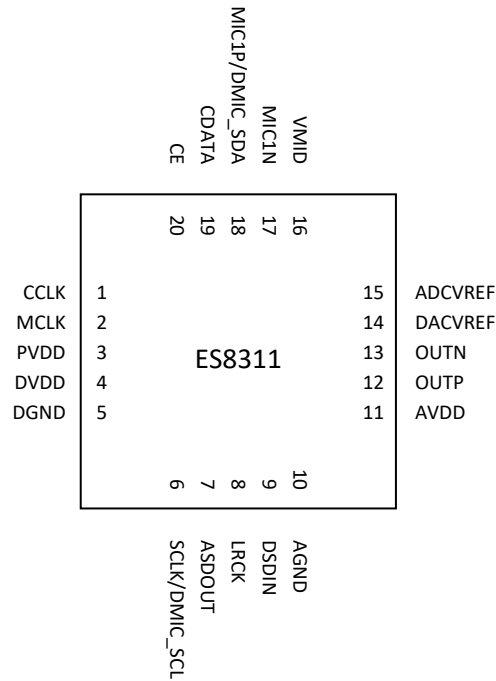 MIC1P/DMIC_SDA
CE
CDATA
MIC1N
VMID
20
19
18
17
16
CCLK 1
MCLK 2
PVDD 3
DVDD 4
DGND 5
ES8311
15 ADCVREF
14 DACVREF
13 OUTN
12 OUTP
11 AVDD
6
7
8
9
10
SCLK/DMIC_SCL
ASDOUT
LRCK
DSDIN
AGND